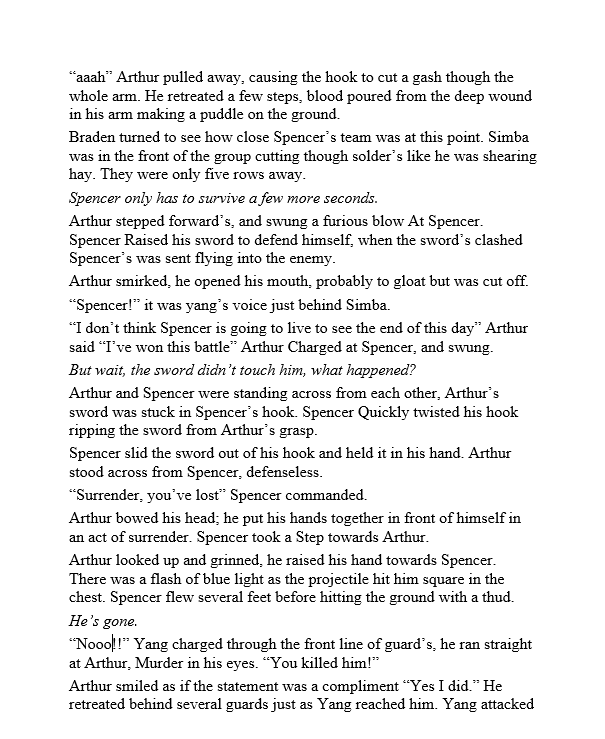 “aaah” Arthur pulled away, causing the hook to cut a gash though the
whole arm. He retreated a few steps, blood poured from the deep wound
in his arm making a puddle on the ground.
Braden turned to see how close Spencer’s team was at this point. Simba
was in the front of the group cutting though solder’s like he was shearing
hay. They were only five rows away.
Spencer only has to survive a few more seconds.
Arthur stepped forward’s, and swung a furious blow At Spencer.
Spencer Raised his sword to defend himself, when the sword’s clashed
Spencer’s was sent flying into the enemy.
Arthur smirked, he opened his mouth, probably to gloat but was cut off.
“Spencer!” it was yang’s voice just behind Simba.
“I don’t think Spencer is going to live to see the end of this day” Arthur
said “I’ve won this battle” Arthur Charged at Spencer, and swung.
But wait, the sword didn’t touch him, what happened?
Arthur and Spencer were standing across from each other, Arthur’s
sword was stuck in Spencer’s hook. Spencer Quickly twisted his hook
ripping the sword from Arthur’s grasp.
Spencer slid the sword out of his hook and held it in his hand. Arthur
stood across from Spencer, defenseless.
“Surrender, you’ve lost” Spencer commanded.
Arthur bowed his head; he put his hands together in front of himself in
an act of surrender. Spencer took a Step towards Arthur.
Arthur looked up and grinned, he raised his hand towards Spencer.
There was a flash of blue light as the projectile hit him square in the
chest. Spencer flew several feet before hitting the ground with a thud.
He’s gone.
“Nooo!!” Yang charged through the front line of guard’s, he ran straight
at Arthur, Murder in his eyes. “You killed him!”
Arthur smiled as if the statement was a compliment “Yes I did.” He
retreated behind several guards just as Yang reached him. Yang attacked